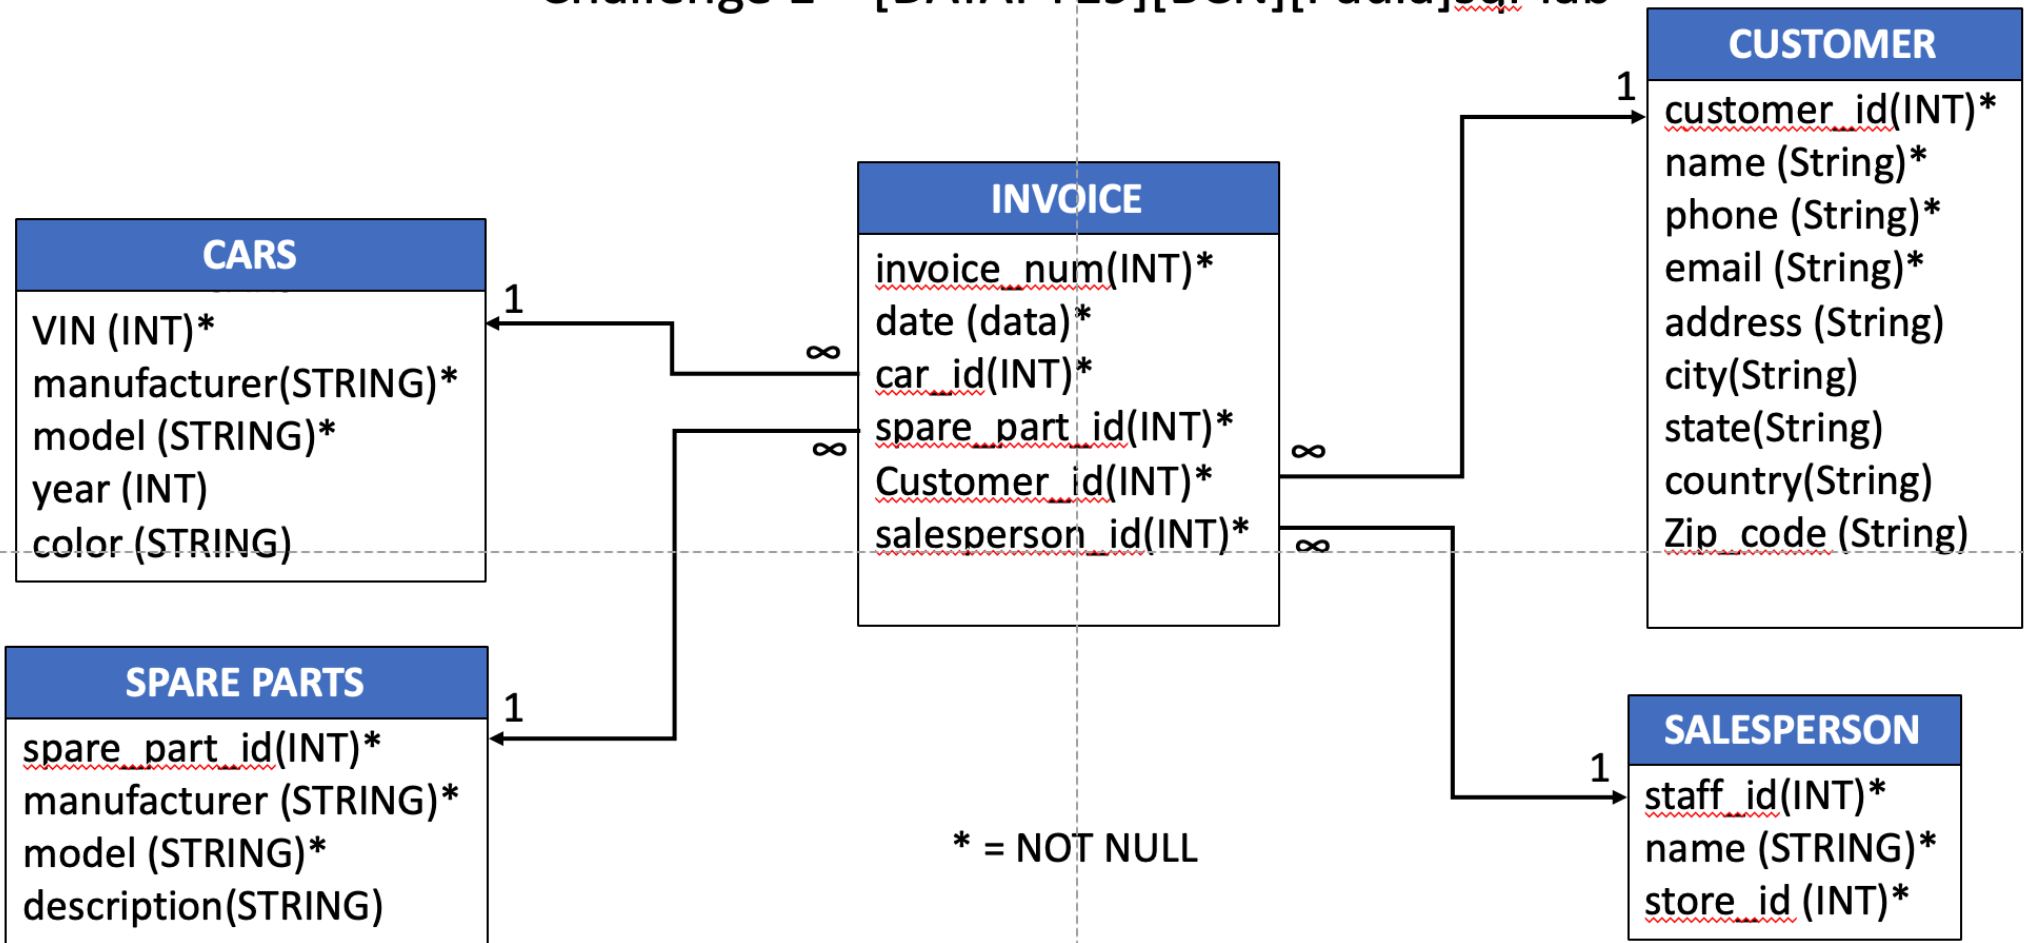 CUSTOMER
1
customer_id(INT)*
name (String)*
phone (String)*
email (String)*
address (String)
city(String)
state(String)
country(String)
Zip_code (String)
INVOICE
invoice_num(INT)*
date (data)*
car_id(INT)*
spare_part_id(INT)*
Customer_id(INT)*
salesperson_id(INT)*
∞
∞
∞
∞
CARS
1
VIN (INT)*
manufacturer(STRING)*
model (STRING)*
year (INT)
color (STRING)
SPARE PARTS
1
spare_part_id(INT)*
manufacturer (STRING)*
model (STRING)*
description(STRING)
* = NOT NULL
SALESPERSON
1
staff_id(INT)*
name (STRING)*
store_id (INT)*